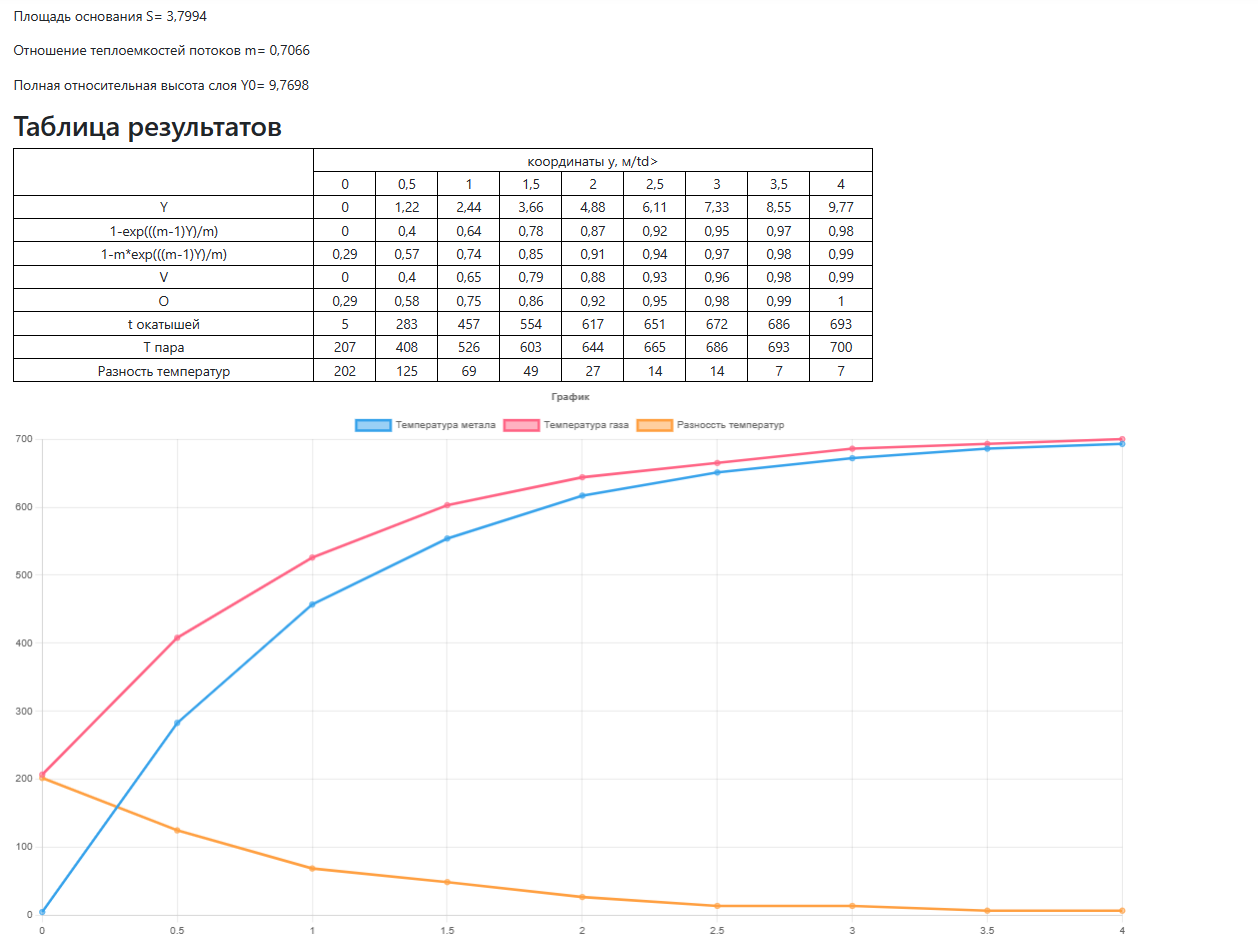 Площадь основания S= 3,7994
Отношение теплоемкостей потоков m= 0,7066
Полная относительная высота слоя Y0= 9,7698
Таблица результатов
координаты y, м/td>
0 0,5 1 1,5 2 2,5 3 3,5 4
Y 0 1,22 2,44 3,66 4,88 6,11 7,33 8,55 9,77
1-exp(((m-1)Y)/m) 0 0,4 0,64 0,78 0,87 0,92 0,95 0,97 0,98
1-m*exp(((m-1)Y)/m) 0,29 0,57 0,74 0,85 0,91 0,94 0,97 0,98 0,99
V 0 0,4 0,65 0,79 0,88 0,93 0,96 0,98 0,99
O 0,29 0,58 0,75 0,86 0,92 0,95 0,98 0,99 1
t окатышей 5 283 457 554 617 651 672 686 693
T пара 207 408 526 603 644 665 686 693 700
Разность температур 202 125 69 49 27 14 14 7 7
График
Температура метала Температура газа Разноссть температур
700
600
500
400
300
200
100
0
0 0.5 1 1.5 2 2.5 3 3.5 4